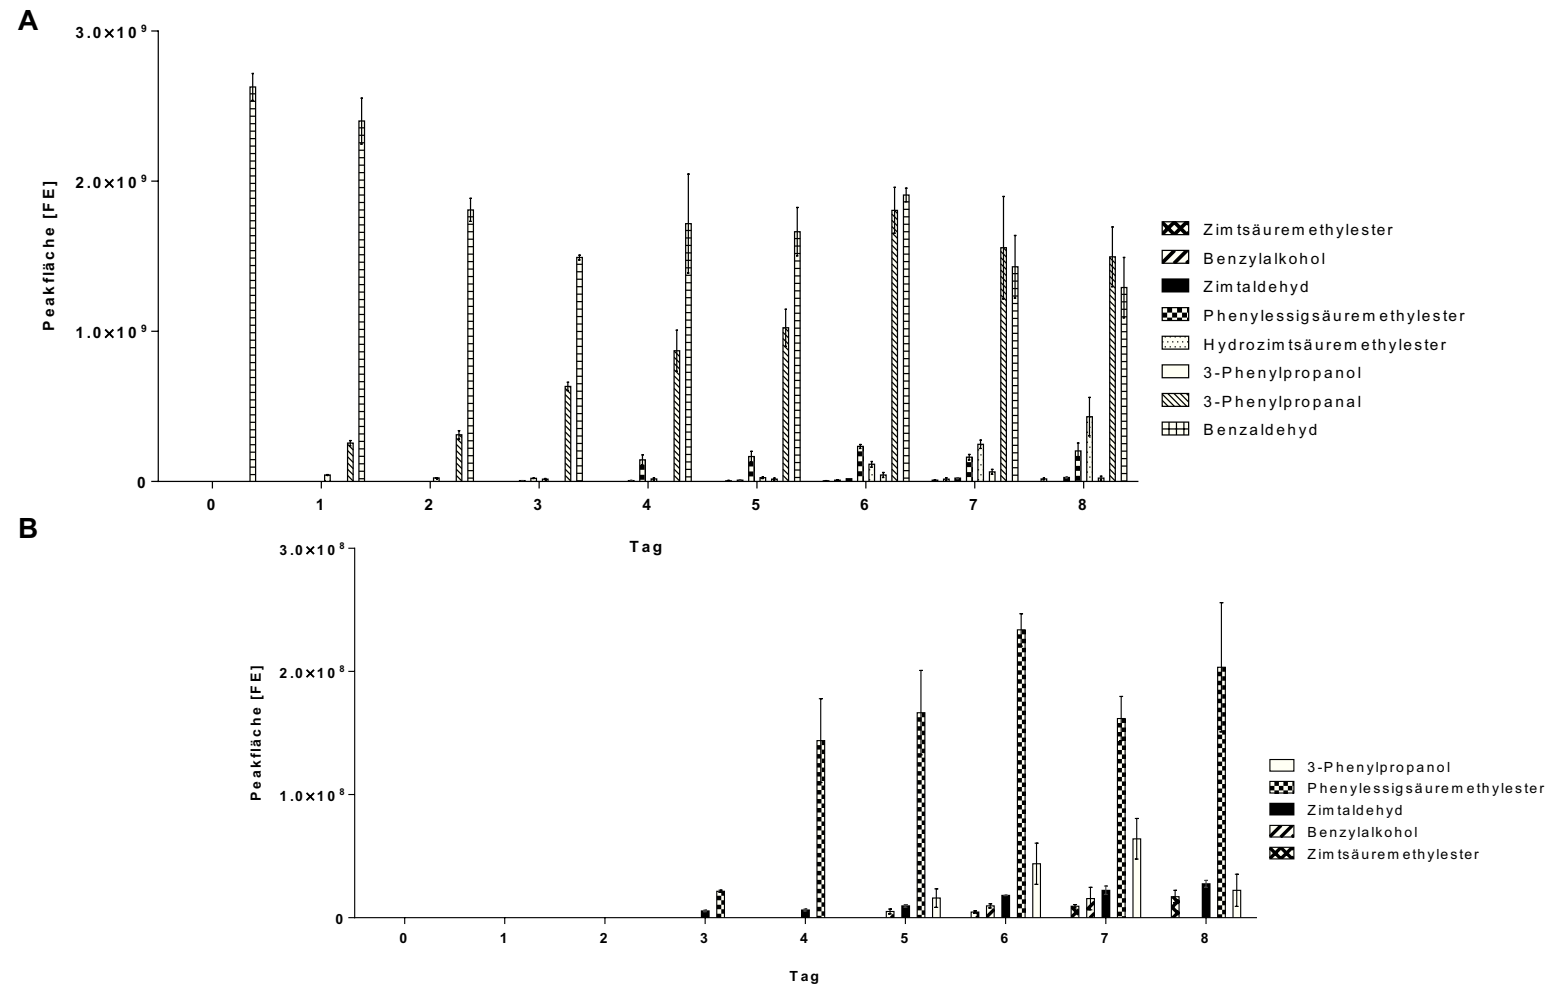 A
3.0×10⁹
2.0×10⁹
1.0×10⁹
0
Peakfläche [FE]
0 1 2 3 4 5 6 7 8
Tag
Zimtsäuremethylester
Benzylalkohol
Zimtaldehyd
Phenylessigsäuremethylester
Hydrozimtsäuremethylester
3-Phenylpropanol
3-Phenylpropanal
Benzaldehyd
B
3.0×10⁸
2.0×10⁸
1.0×10⁸
0
Peakfläche [FE]
0 1 2 3 4 5 6 7 8
Tag
3-Phenylpropanol
Phenylessigsäuremethylester
Zimtaldehyd
Benzylalkohol
Zimtsäuremethylester